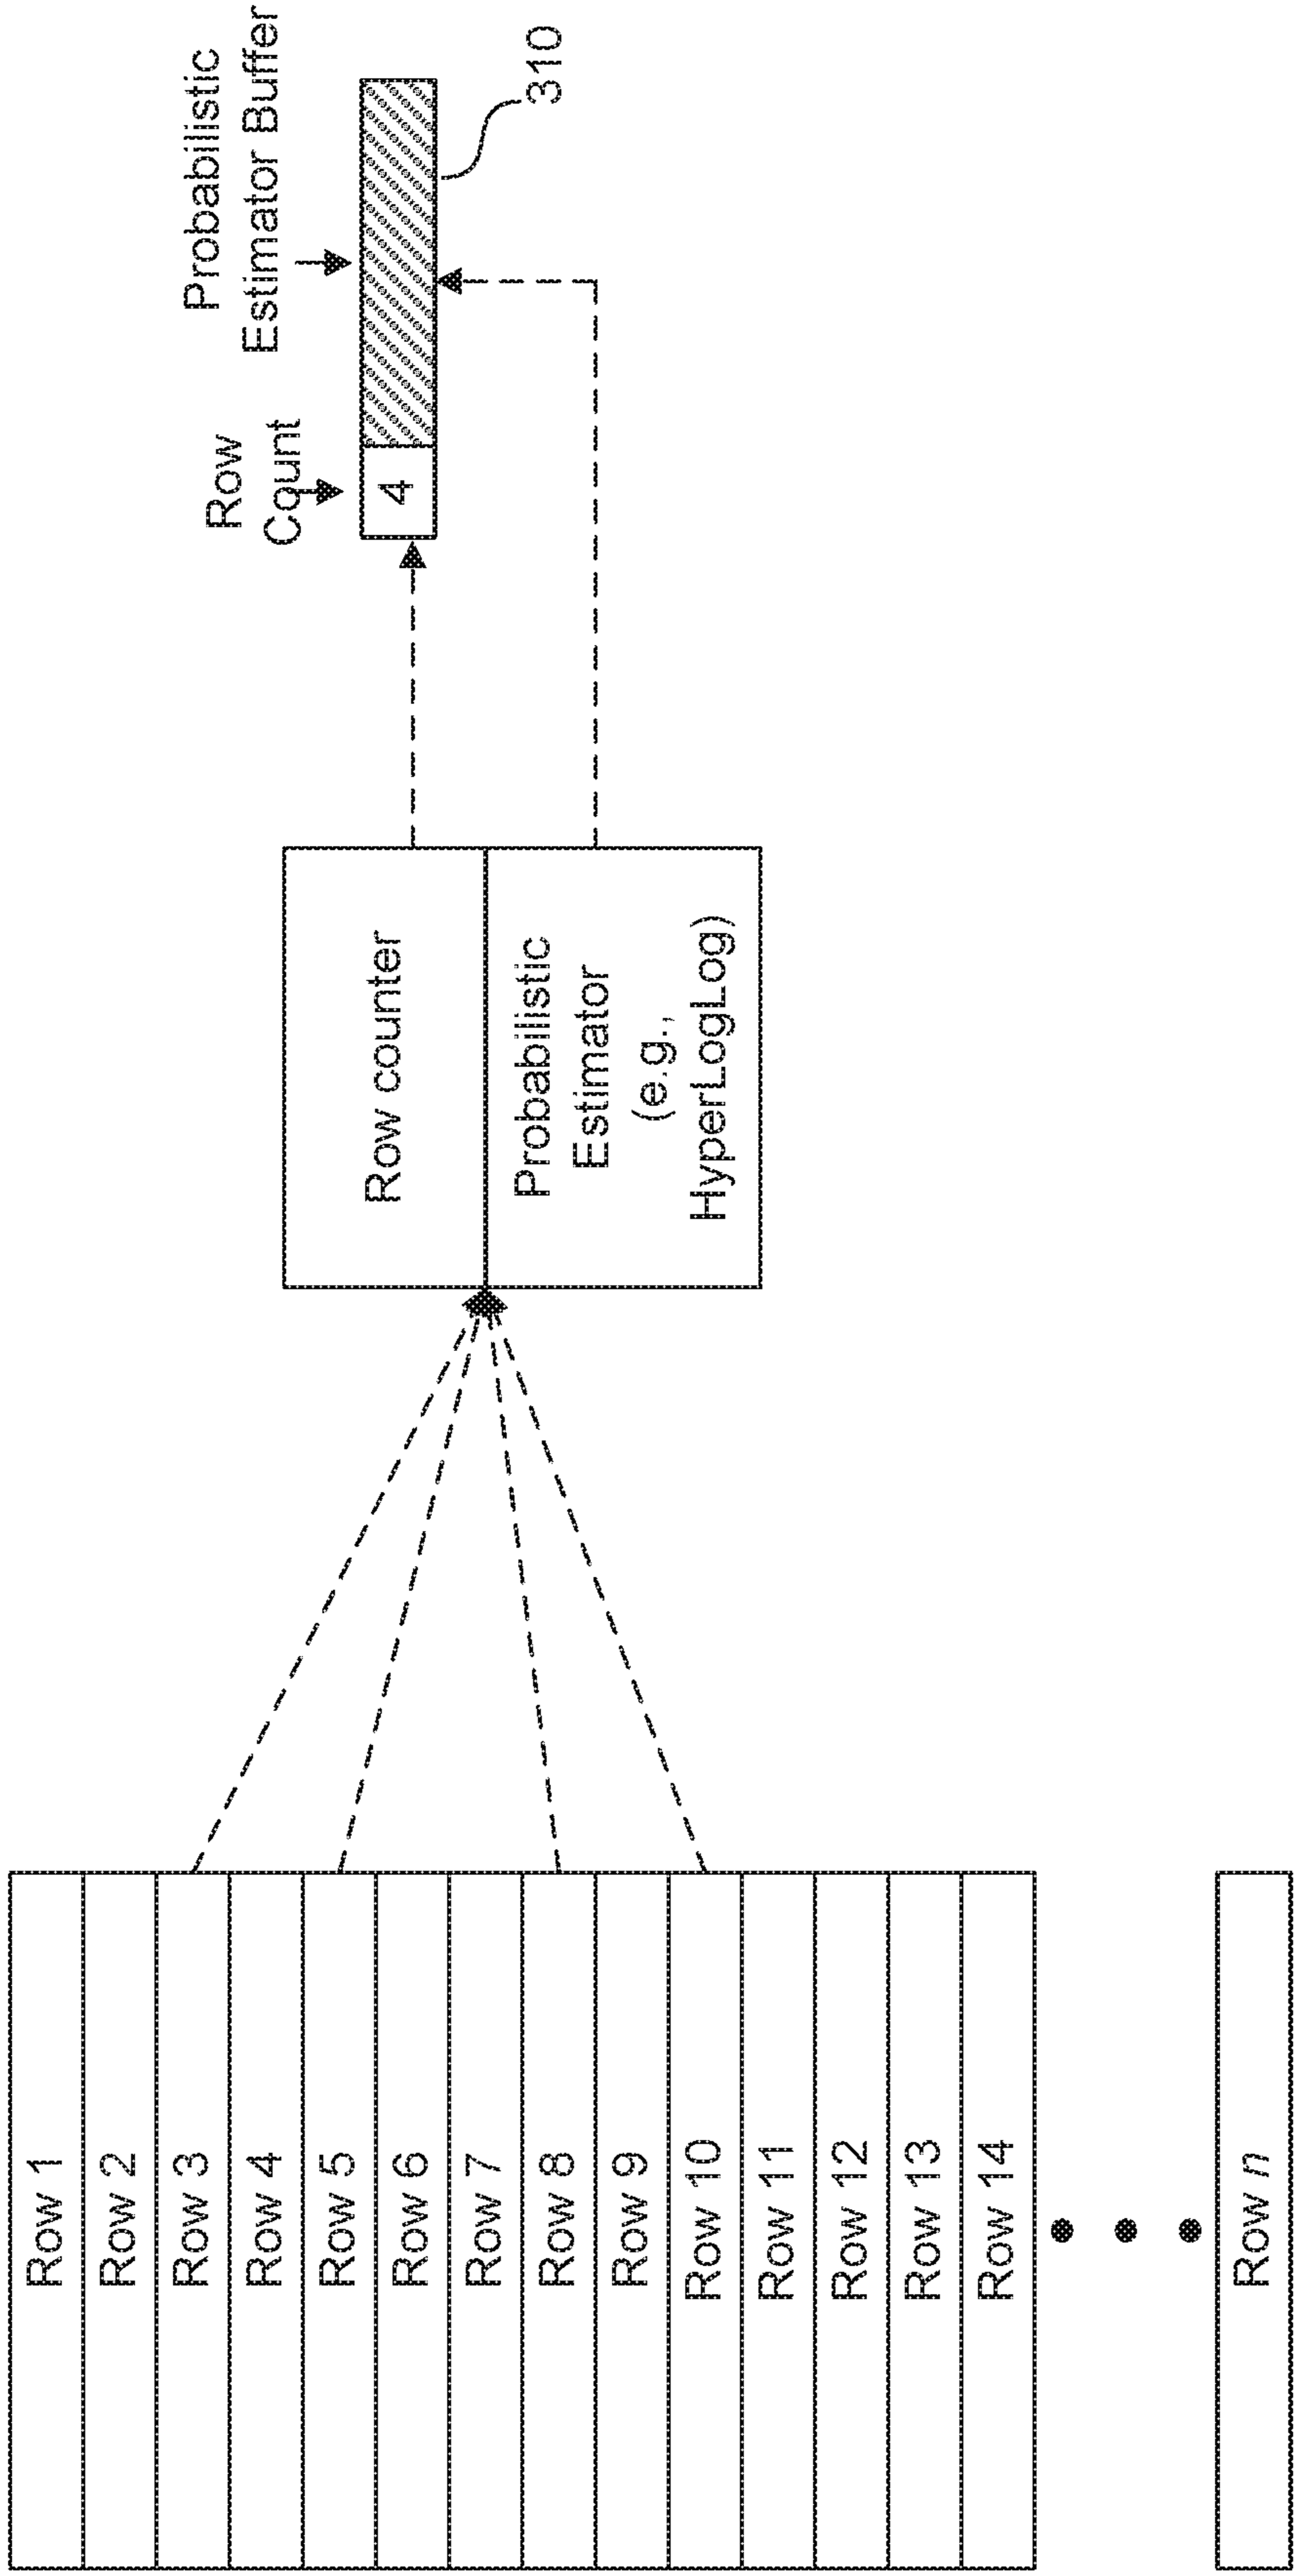 Row 1
Row 2
Row 3
Row 4
Row 5
Row 6
Row 7
Row 8
Row 9
Row 10
Row 11
Row 12
Row 13
Row 14
Row n
Row counter
Probabilistic
Estimator
(e.g.,
HyperLogLog)
Row
Count
4
Probabilistic
Estimator Buffer
310